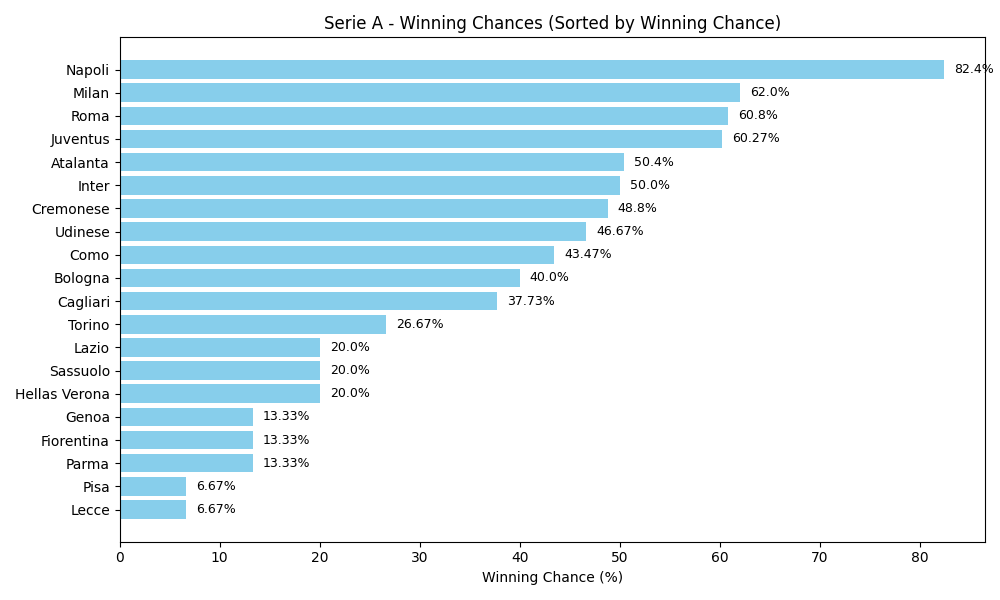 Serie A - Winning Chances (Sorted by Winning Chance)
Napoli 82.4%
Milan 62.0%
Roma 60.8%
Juventus 60.27%
Atalanta 50.4%
Inter 50.0%
Cremonese 48.8%
Udinese 46.67%
Como 43.47%
Bologna 40.0%
Cagliari 37.73%
Torino 26.67%
Lazio 20.0%
Sassuolo 20.0%
Hellas Verona 20.0%
Genoa 13.33%
Fiorentina 13.33%
Parma 13.33%
Pisa 6.67%
Lecce 6.67%
0 10 20 30 40 50 60 70 80
Winning Chance (%)